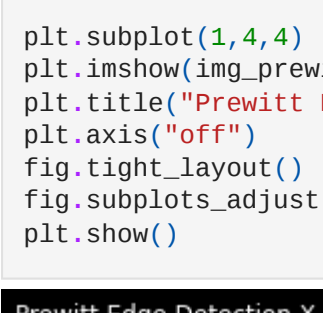 plt.subplot(1,4,4)
plt.imshow(img_prewi
plt.title("Prewitt
plt.axis("off")
fig.tight_layout()
fig.subplots_adjust
plt.show()
Prewitt Edge Detection X